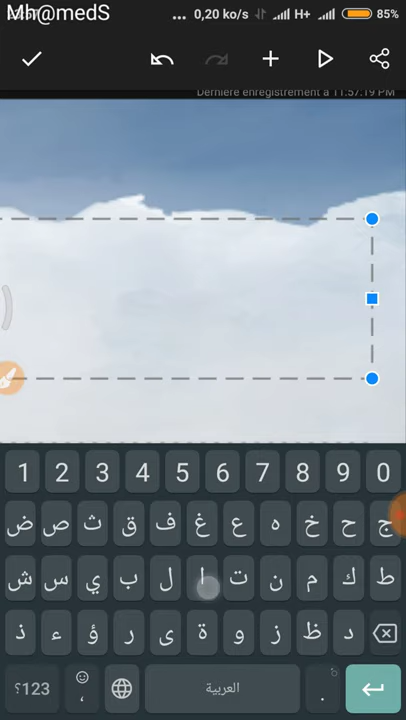 Mh@medS
... 0,20 ko/s H+ 85%
Dernière enregistrement à 11:57:19 PM
1 2 3 4 5 6 7 8 9 0
ض ص ث ق ف غ ع ه خ ح ج
ش س ي ب ل ا ت ن م ك ط
ذ ء ؤ ر ى ة و ز ظ د
؟123 ، العربية .